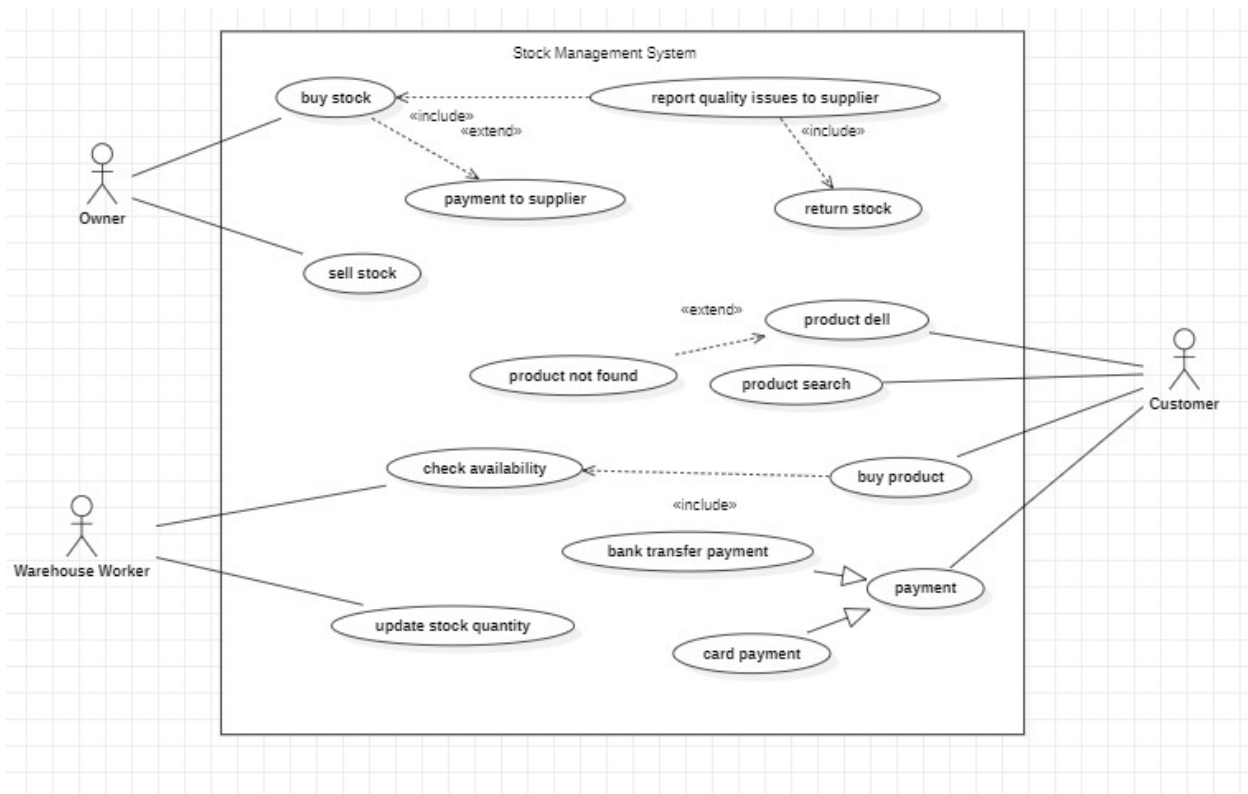 Stock Management System
buy stock
report quality issues to supplier
«include»
«extend»
«include»
payment to supplier
return stock
Owner
sell stock
«extend»
product dell
product not found
product search
Customer
check availability
buy product
«include»
bank transfer payment
Warehouse Worker
payment
update stock quantity
card payment